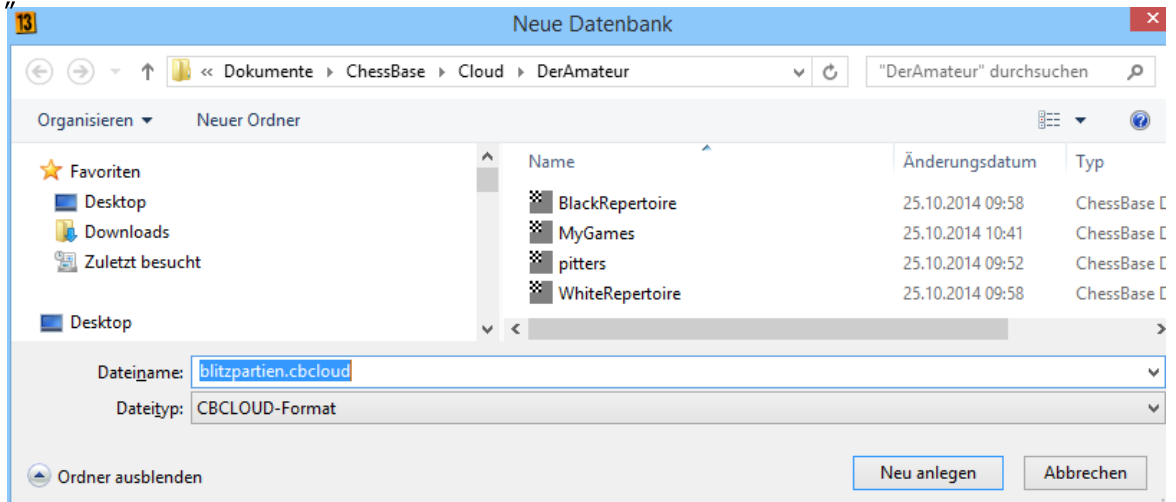 "
13 Neue Datenbank
« Dokumente ChessBase Cloud DerAmateur "DerAmateur" durchsuchen
Organisieren Neuer Ordner
Name Änderungsdatum Typ
Favoriten
Desktop
Downloads
Zuletzt besucht
Desktop
BlackRepertoire 25.10.2014 09:58 ChessBase D
MyGames 25.10.2014 10:41 ChessBase D
pitters 25.10.2014 09:52 ChessBase D
WhiteRepertoire 25.10.2014 09:58 ChessBase D
Dateiname: blitzpartien.cbcloud
Dateityp: CBCLOUD-Format
Ordner ausblenden Neu anlegen Abbrechen